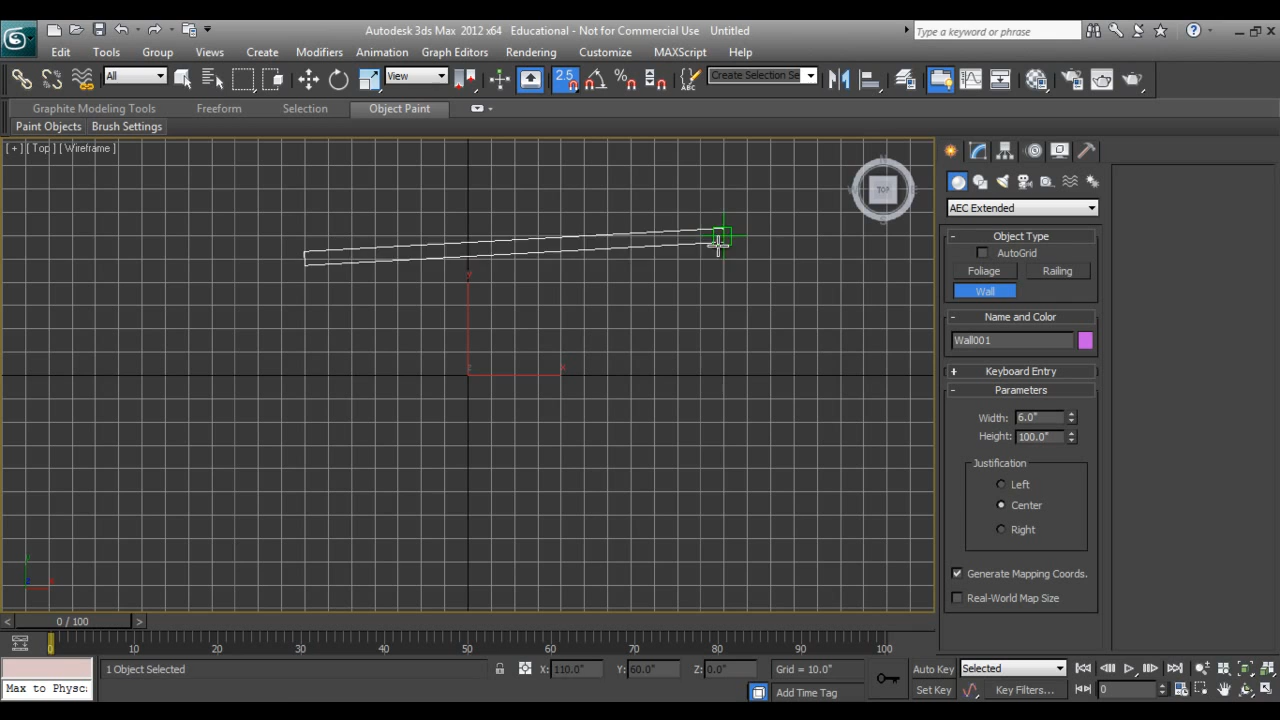 Autodesk 3ds Max 2012 x64 Educational - Not for Commercial Use Untitled
Type a keyword or phrase
Edit Tools Group Views Create Modifiers Animation Graph Editors Rendering Customize MAXScript Help
All View 2.5 Create Selection Se
Graphite Modeling Tools Freeform Selection Object Paint
Paint Objects Brush Settings
[ + ] [ Top ] [ Wireframe ]
TOP
AEC Extended
- Object Type
AutoGrid
Foliage Railing
Wall
- Name and Color
Wall001
+ Keyboard Entry
- Parameters
Width: 6.0"
Height: 100.0"
Justification
Left
Center
Right
Generate Mapping Coords.
Real-World Map Size
y
z x
< 0 / 100 >
0 10 20 30 40 50 60 70 80 90 100
1 Object Selected X: 110.0" Y: 60.0" Z: 0.0" Grid = 10.0" Auto Key Selected
Max to Physc: Add Time Tag Set Key Key Filters... 0